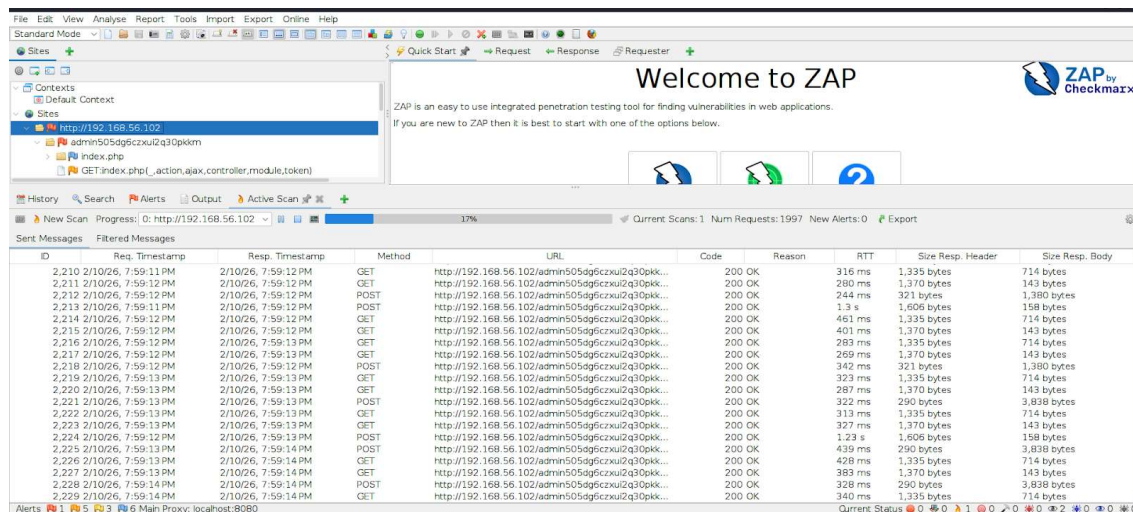 File Edit View Analyse Report Tools Import Export Online Help
Standard Mode
Sites
Quick Start Request Response Requester
Contexts
Default Context
Sites
http://192.168.56.102
admin505dg6czxui2q30pkkm
index.php
GET:index.php(_,action,ajax,controller,module,token)
Welcome to ZAP
ZAP by Checkmarx
ZAP is an easy to use integrated penetration testing tool for finding vulnerabilities in web applications.
If you are new to ZAP then it is best to start with one of the options below.
History Search Alerts Output Active Scan
New Scan Progress: 0: http://192.168.56.102 17% Current Scans: 1 Num Requests: 1997 New Alerts: 0 Export
Sent Messages Filtered Messages
ID Req. Timestamp Resp. Timestamp Method URL Code Reason RTT Size Resp. Header Size Resp. Body
2,210 2/10/26, 7:59:11 PM 2/10/26, 7:59:12 PM GET http://192.168.56.102/admin505dg6czxui2q30pkk... 200 OK 316 ms 1,335 bytes 714 bytes
2,211 2/10/26, 7:59:12 PM 2/10/26, 7:59:12 PM GET http://192.168.56.102/admin505dg6czxui2q30pkk... 200 OK 280 ms 1,370 bytes 143 bytes
2,212 2/10/26, 7:59:12 PM 2/10/26, 7:59:12 PM POST http://192.168.56.102/admin505dg6czxui2q30pkk... 200 OK 244 ms 321 bytes 1,380 bytes
2,213 2/10/26, 7:59:11 PM 2/10/26, 7:59:12 PM POST http://192.168.56.102/admin505dg6czxui2q30pkk... 200 OK 1.3 s 1,606 bytes 158 bytes
2,214 2/10/26, 7:59:12 PM 2/10/26, 7:59:12 PM GET http://192.168.56.102/admin505dg6czxui2q30pkk... 200 OK 461 ms 1,335 bytes 714 bytes
2,215 2/10/26, 7:59:12 PM 2/10/26, 7:59:12 PM GET http://192.168.56.102/admin505dg6czxui2q30pkk... 200 OK 401 ms 1,370 bytes 143 bytes
2,216 2/10/26, 7:59:12 PM 2/10/26, 7:59:13 PM GET http://192.168.56.102/admin505dg6czxui2q30pkk... 200 OK 283 ms 1,335 bytes 714 bytes
2,217 2/10/26, 7:59:12 PM 2/10/26, 7:59:13 PM GET http://192.168.56.102/admin505dg6czxui2q30pkk... 200 OK 269 ms 1,370 bytes 143 bytes
2,218 2/10/26, 7:59:12 PM 2/10/26, 7:59:13 PM POST http://192.168.56.102/admin505dg6czxui2q30pkk... 200 OK 342 ms 321 bytes 1,380 bytes
2,219 2/10/26, 7:59:13 PM 2/10/26, 7:59:13 PM GET http://192.168.56.102/admin505dg6czxui2q30pkk... 200 OK 323 ms 1,335 bytes 714 bytes
2,220 2/10/26, 7:59:13 PM 2/10/26, 7:59:13 PM GET http://192.168.56.102/admin505dg6czxui2q30pkk... 200 OK 287 ms 1,370 bytes 143 bytes
2,221 2/10/26, 7:59:13 PM 2/10/26, 7:59:13 PM POST http://192.168.56.102/admin505dg6czxui2q30pkk... 200 OK 322 ms 290 bytes 3,838 bytes
2,222 2/10/26, 7:59:13 PM 2/10/26, 7:59:13 PM GET http://192.168.56.102/admin505dg6czxui2q30pkk... 200 OK 313 ms 1,335 bytes 714 bytes
2,223 2/10/26, 7:59:13 PM 2/10/26, 7:59:13 PM GET http://192.168.56.102/admin505dg6czxui2q30pkk... 200 OK 327 ms 1,370 bytes 143 bytes
2,224 2/10/26, 7:59:12 PM 2/10/26, 7:59:13 PM POST http://192.168.56.102/admin505dg6czxui2q30pkk... 200 OK 1.23 s 1,606 bytes 158 bytes
2,225 2/10/26, 7:59:13 PM 2/10/26, 7:59:14 PM POST http://192.168.56.102/admin505dg6czxui2q30pkk... 200 OK 439 ms 290 bytes 3,838 bytes
2,226 2/10/26, 7:59:13 PM 2/10/26, 7:59:14 PM GET http://192.168.56.102/admin505dg6czxui2q30pkk... 200 OK 428 ms 1,335 bytes 714 bytes
2,227 2/10/26, 7:59:13 PM 2/10/26, 7:59:14 PM GET http://192.168.56.102/admin505dg6czxui2q30pkk... 200 OK 383 ms 1,370 bytes 143 bytes
2,228 2/10/26, 7:59:14 PM 2/10/26, 7:59:14 PM POST http://192.168.56.102/admin505dg6czxui2q30pkk... 200 OK 328 ms 290 bytes 3,838 bytes
2,229 2/10/26, 7:59:14 PM 2/10/26, 7:59:14 PM GET http://192.168.56.102/admin505dg6czxui2q30pkk... 200 OK 340 ms 1,335 bytes 714 bytes
Alerts 1 5 3 6 Main Proxy: localhost:8080 Current Status 0 0 1 0 0 0 2 0 0 0